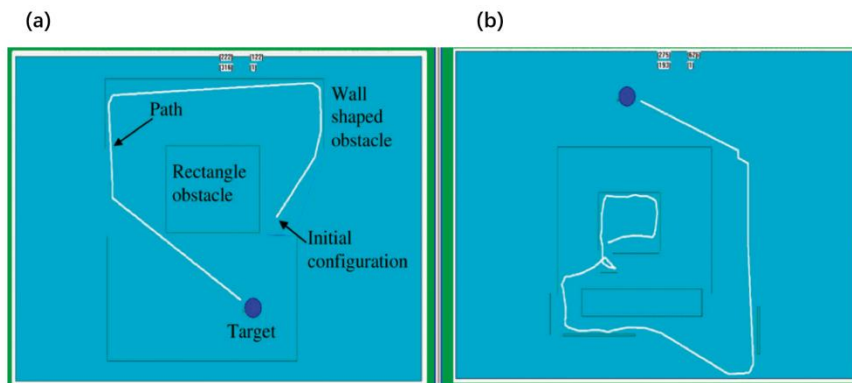 (a)
(b)
Path
Wall
shaped obstacle
Rectangle
obstacle
Initial
configuration
Target